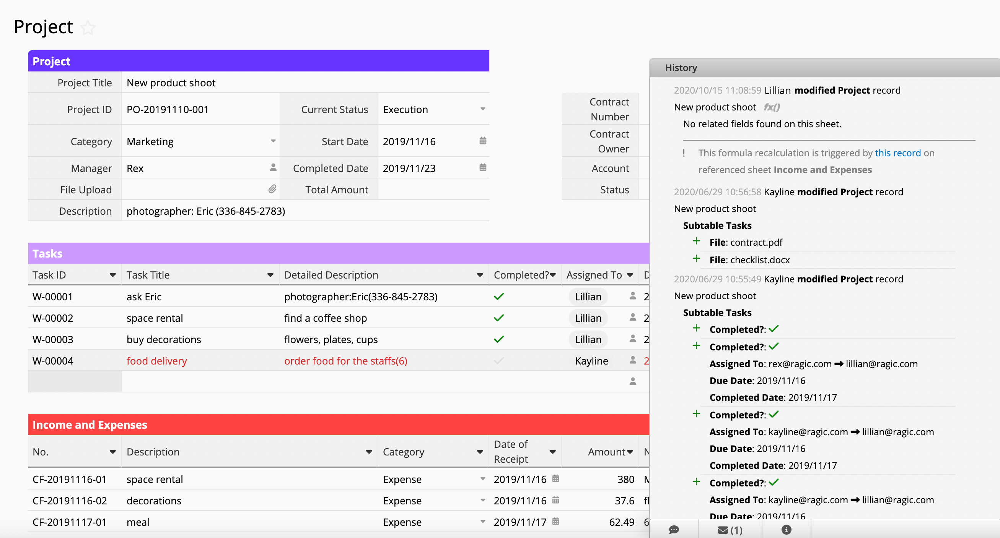 Project
Project
Project Title New product shoot
Project ID PO-20191110-001 Current Status Execution
Category Marketing Start Date 2019/11/16
Manager Rex Completed Date 2019/11/23
File Upload Total Amount
Description photographer: Eric (336-845-2783)
Contract
Number
Contract
Owner
Account
Status
Tasks
Task ID Task Title Detailed Description Completed? Assigned To D
W-00001 ask Eric photographer:Eric(336-845-2783) Lillian 2
W-00002 space rental find a coffee shop Lillian 2
W-00003 buy decorations flowers, plates, cups Lillian 2
W-00004 food delivery order food for the staffs(6) Kayline 2
Income and Expenses
No. Description Category Date of Receipt Amount N
CF-20191116-01 space rental Expense 2019/11/16 380 M
CF-20191116-02 decorations Expense 2019/11/16 37.6 fl
CF-20191117-01 meal Expense 2019/11/17 62.49 6
History
2020/10/15 11:08:59 Lillian modified Project record
New product shoot fx()
No related fields found on this sheet.
! This formula recalculation is triggered by this record on
referenced sheet Income and Expenses
2020/06/29 10:56:58 Kayline modified Project record
New product shoot
Subtable Tasks
+ File: contract.pdf
+ File: checklist.docx
2020/06/29 10:55:49 Kayline modified Project record
New product shoot
Subtable Tasks
+ Completed?: ✓
+ Completed?: ✓
Assigned To: rex@ragic.com ➞ lillian@ragic.com
Due Date: 2019/11/16
Completed Date: 2019/11/17
+ Completed?: ✓
Assigned To: kayline@ragic.com ➞ lillian@ragic.com
Due Date: 2019/11/16
Completed Date: 2019/11/17
+ Completed?: ✓
Assigned To: kayline@ragic.com ➞ lillian@ragic.com
Due Date: 2019/11/16
(1)